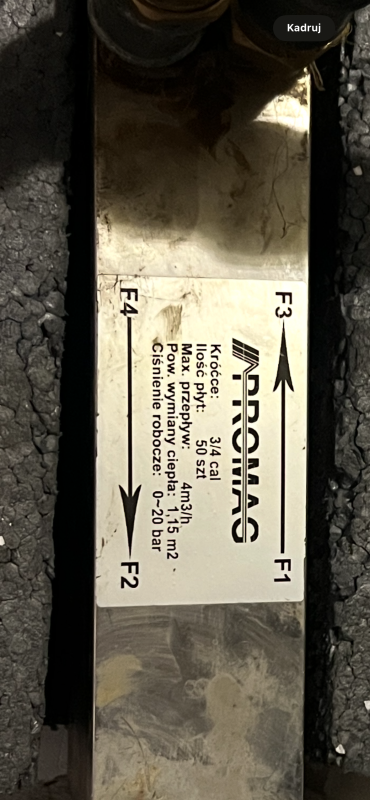 Kadruj
F3 F1
PROMAG
Króćce: 3/4 cal
Ilość płyt: 50 szt
Max. przepływ: 4m3/h
Pow. wymiany ciepła: 1,15 m2
Ciśnienie robocze: 0~20 bar
F4 F2